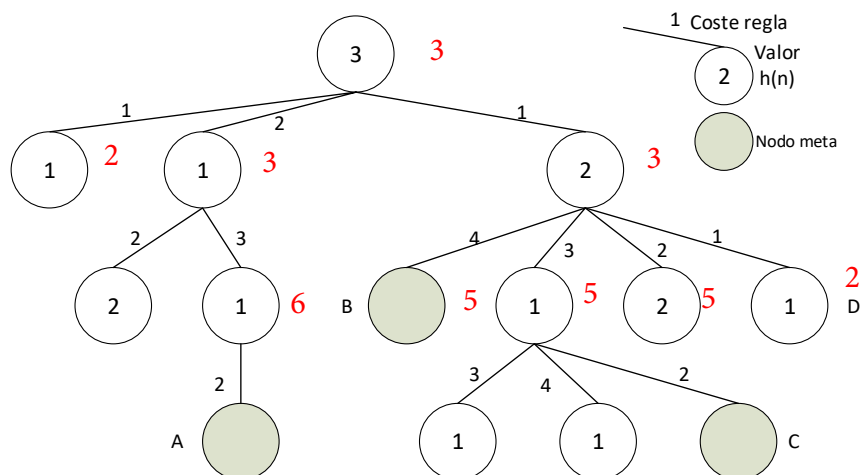 1 Coste regla
Valor
h(n)
2
Nodo meta
3 3
1 2 1
1 2 1 3 2 3
2 3 4 3 2 1
2 1 6 B 5 1 5 2 5 1 2 D
2 3 4 2
A 1 1 C